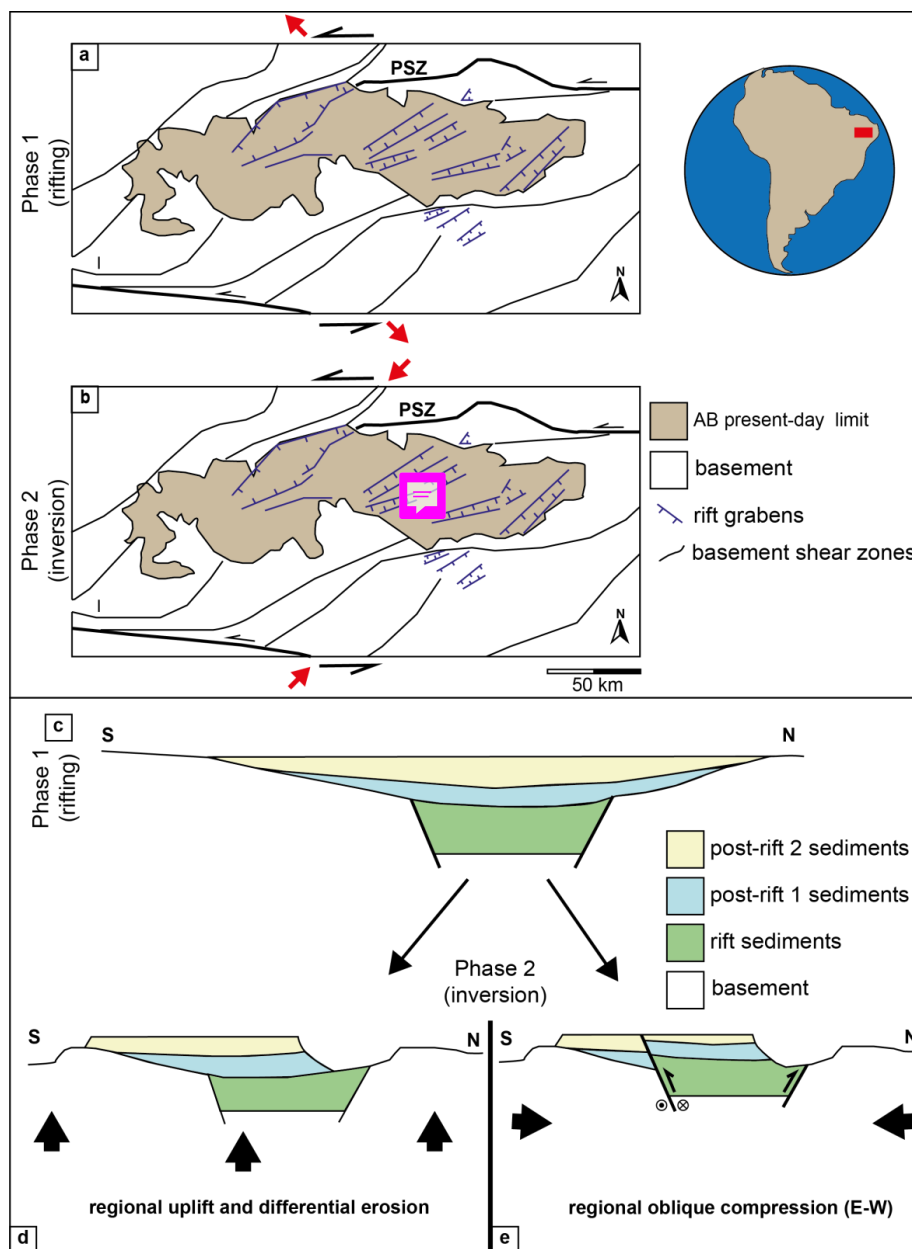 a
Phase 1
(rifting)
PSZ
N
b
Phase 2
(inversion)
PSZ
N
50 km
AB present-day limit
basement
rift grabens
basement shear zones
c
Phase 1
(rifting)
S
N
post-rift 2 sediments
post-rift 1 sediments
rift sediments
basement
Phase 2
(inversion)
S
N
S
N
regional uplift and differential erosion
regional oblique compression (E-W)
d
e